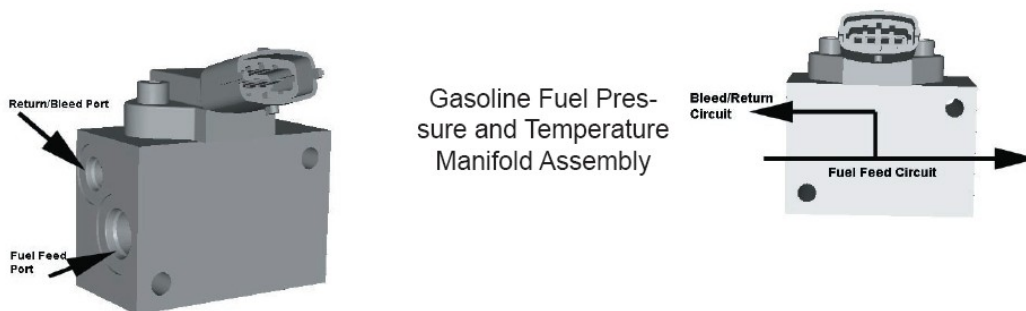 Return/Bleed Port
Fuel Feed
Port
Gasoline Fuel Pres-
sure and Temperature
Manifold Assembly
Bleed/Return
Circuit
Fuel Feed Circuit